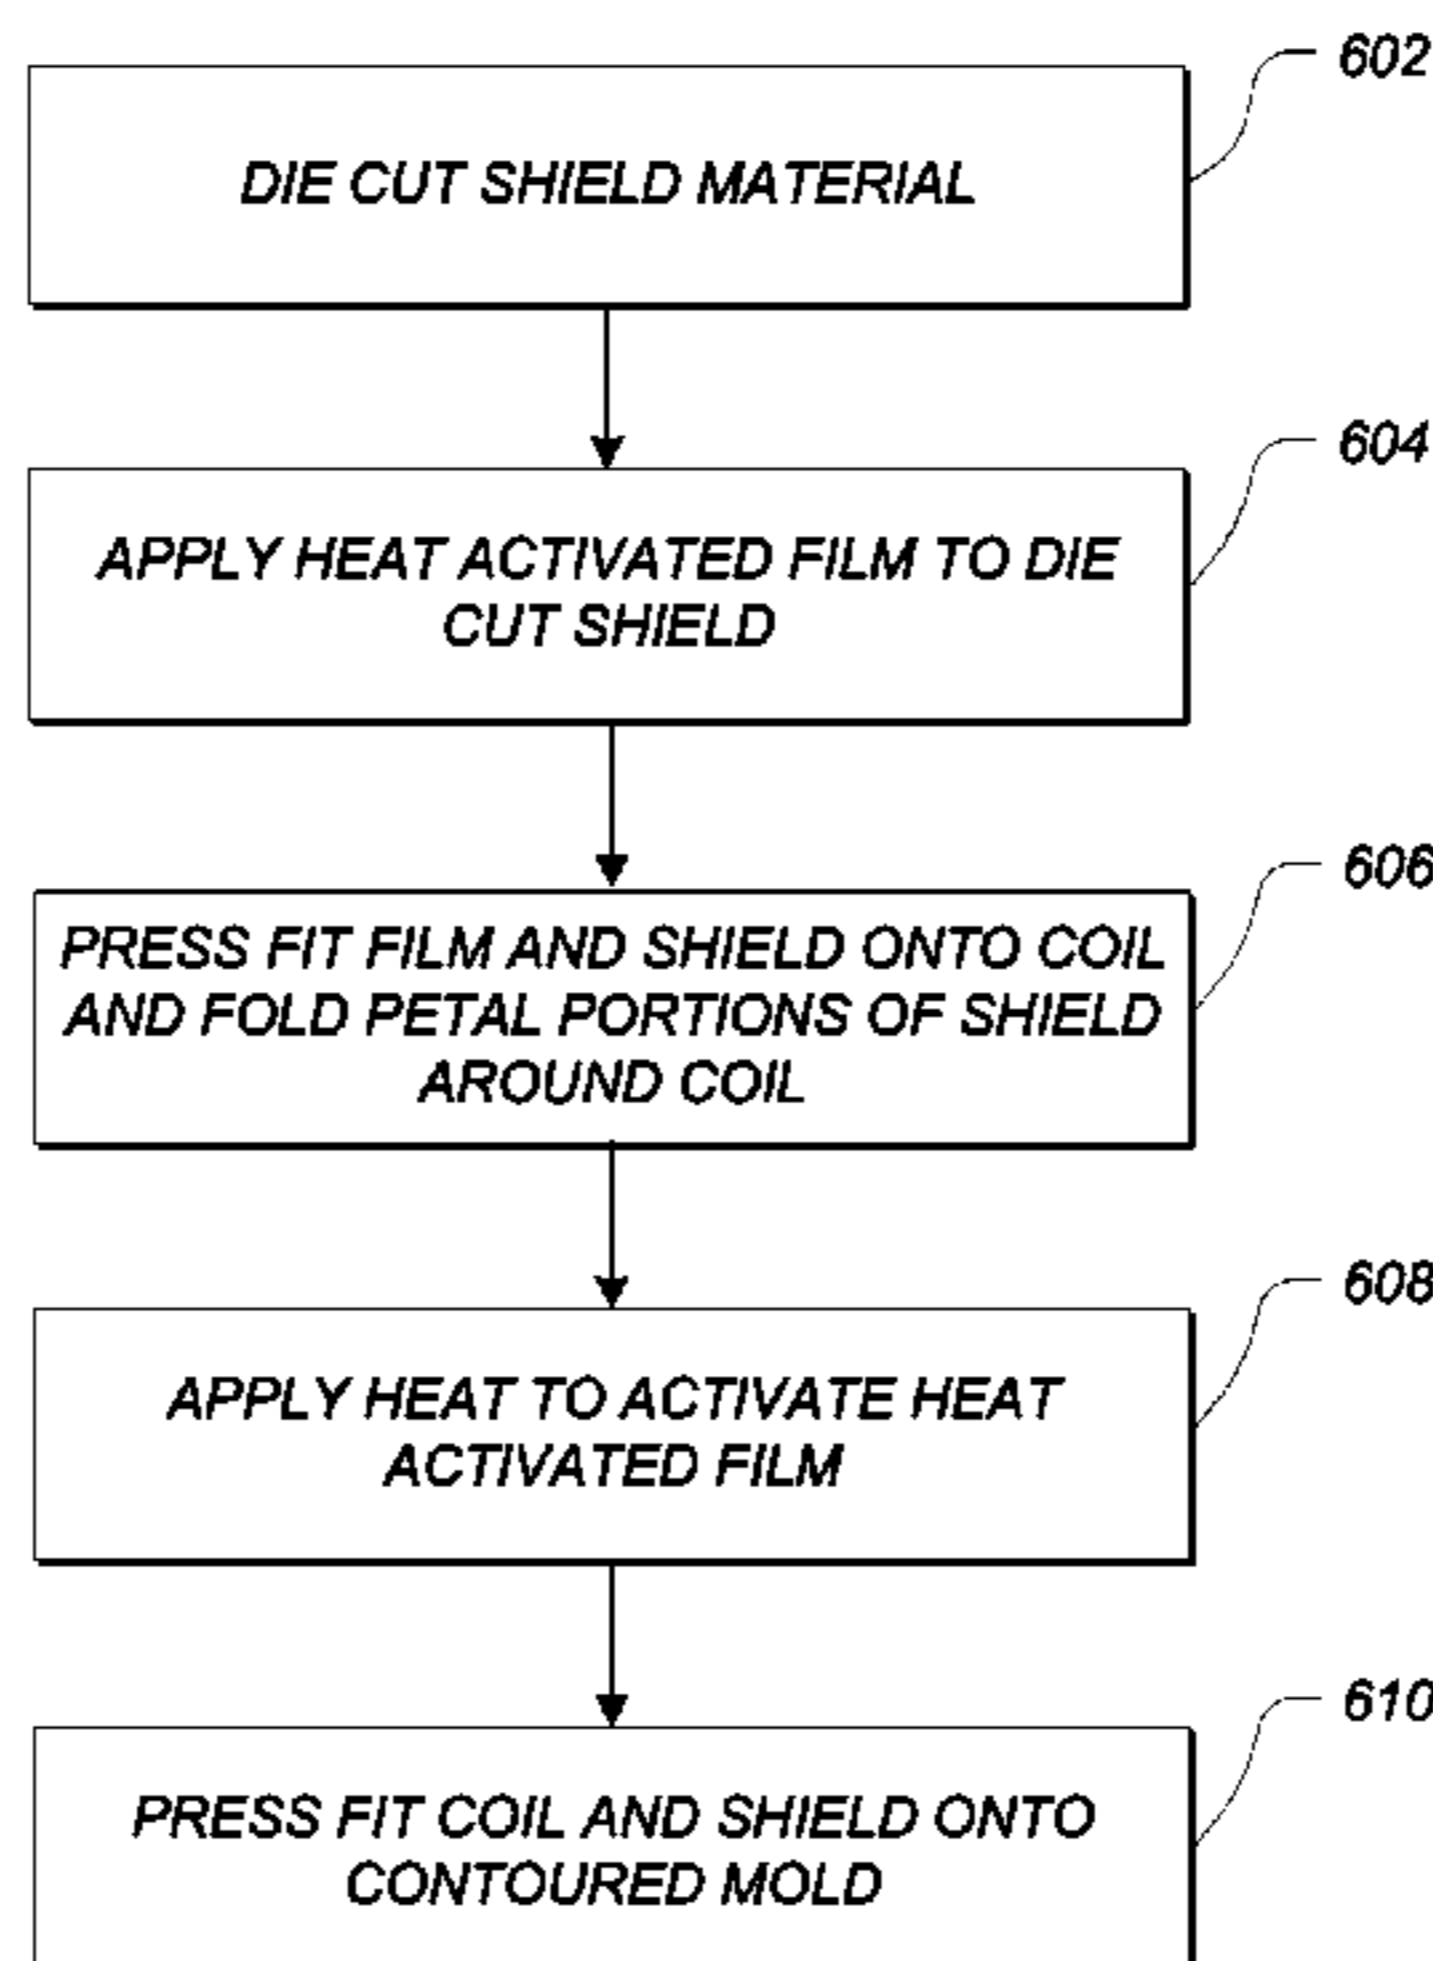 602
DIE CUT SHIELD MATERIAL
604
APPLY HEAT ACTIVATED FILM TO DIE
CUT SHIELD
606
PRESS FIT FILM AND SHIELD ONTO COIL
AND FOLD PETAL PORTIONS OF SHIELD
AROUND COIL
608
APPLY HEAT TO ACTIVATE HEAT
ACTIVATED FILM
610
PRESS FIT COIL AND SHIELD ONTO
CONTOURED MOLD